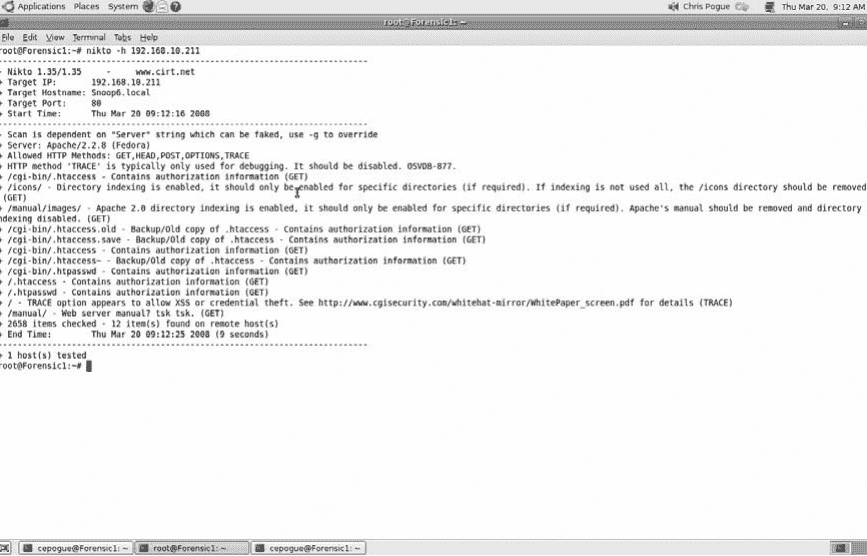 Applications Places System Chris Pogue Thu Mar 20, 9:12 AM
root@Forensic1: ~
File Edit View Terminal Tabs Help
root@Forensic1:~# nikto -h 192.168.10.211
---------------------------------------------------------------------------
- Nikto 1.35/1.35 - www.cirt.net
+ Target IP: 192.168.10.211
+ Target Hostname: Snoop6.local
+ Target Port: 80
+ Start Time: Thu Mar 20 09:12:16 2008
---------------------------------------------------------------------------
- Scan is dependent on "Server" string which can be faked, use -g to override
+ Server: Apache/2.2.8 (Fedora)
+ Allowed HTTP Methods: GET,HEAD,POST,OPTIONS,TRACE
+ HTTP method 'TRACE' is typically only used for debugging. It should be disabled. OSVDB-877.
+ /cgi-bin/.htaccess - Contains authorization information (GET)
+ /icons/ - Directory indexing is enabled, it should only be enabled for specific directories (if required). If indexing is not used all, the /icons directory should be removed
(GET)
+ /manual/images/ - Apache 2.0 directory indexing is enabled, it should only be enabled for specific directories (if required). Apache's manual should be removed and directory
indexing disabled. (GET)
+ /cgi-bin/.htaccess.old - Backup/Old copy of .htaccess - Contains authorization information (GET)
+ /cgi-bin/.htaccess.save - Backup/Old copy of .htaccess - Contains authorization information (GET)
+ /cgi-bin/.htaccess - Contains authorization information (GET)
+ /cgi-bin/.htaccess~ - Backup/Old copy of .htaccess - Contains authorization information (GET)
+ /cgi-bin/.htpasswd - Contains authorization information (GET)
+ /.htaccess - Contains authorization information (GET)
+ /.htpasswd - Contains authorization information (GET)
+ / - TRACE option appears to allow XSS or credential theft. See http://www.cgisecurity.com/whitehat-mirror/WhitePaper_screen.pdf for details (TRACE)
+ /manual/ - Web server manual? tsk tsk. (GET)
+ 2658 items checked - 12 item(s) found on remote host(s)
+ End Time: Thu Mar 20 09:12:25 2008 (9 seconds)
---------------------------------------------------------------------------
+ 1 host(s) tested
root@Forensic1:~#
cepogue@Forensic1: ~ root@Forensic1: ~ cepogue@Forensic1: ~